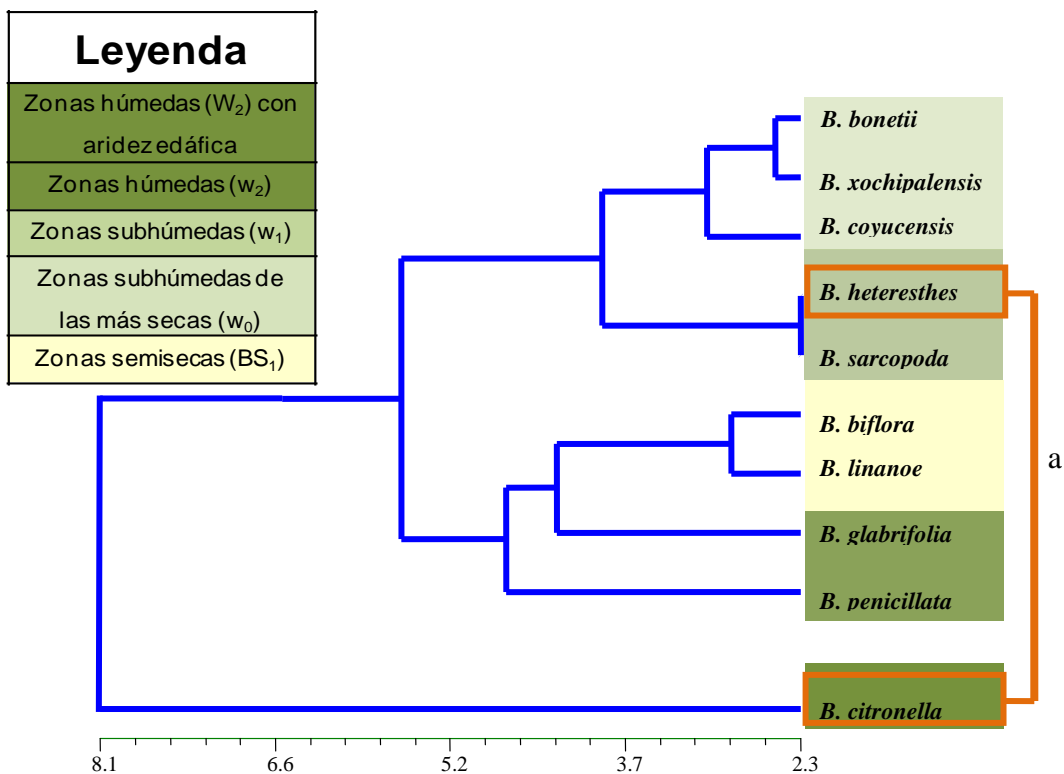 Leyenda
Zonas húmedas (W₂) con
aridez edáfica
Zonas húmedas (w₂)
Zonas subhúmedas (w₁)
Zonas subhúmedas de
las más secas (w₀)
Zonas semisecas (BS₁)
B. bonetii
B. xochipalensis
B. coyucensis
B. heteresthes
B. sarcopoda
B. biflora
B. linanoe
B. glabrifolia
B. penicillata
B. citronella
a
8.1 6.6 5.2 3.7 2.3